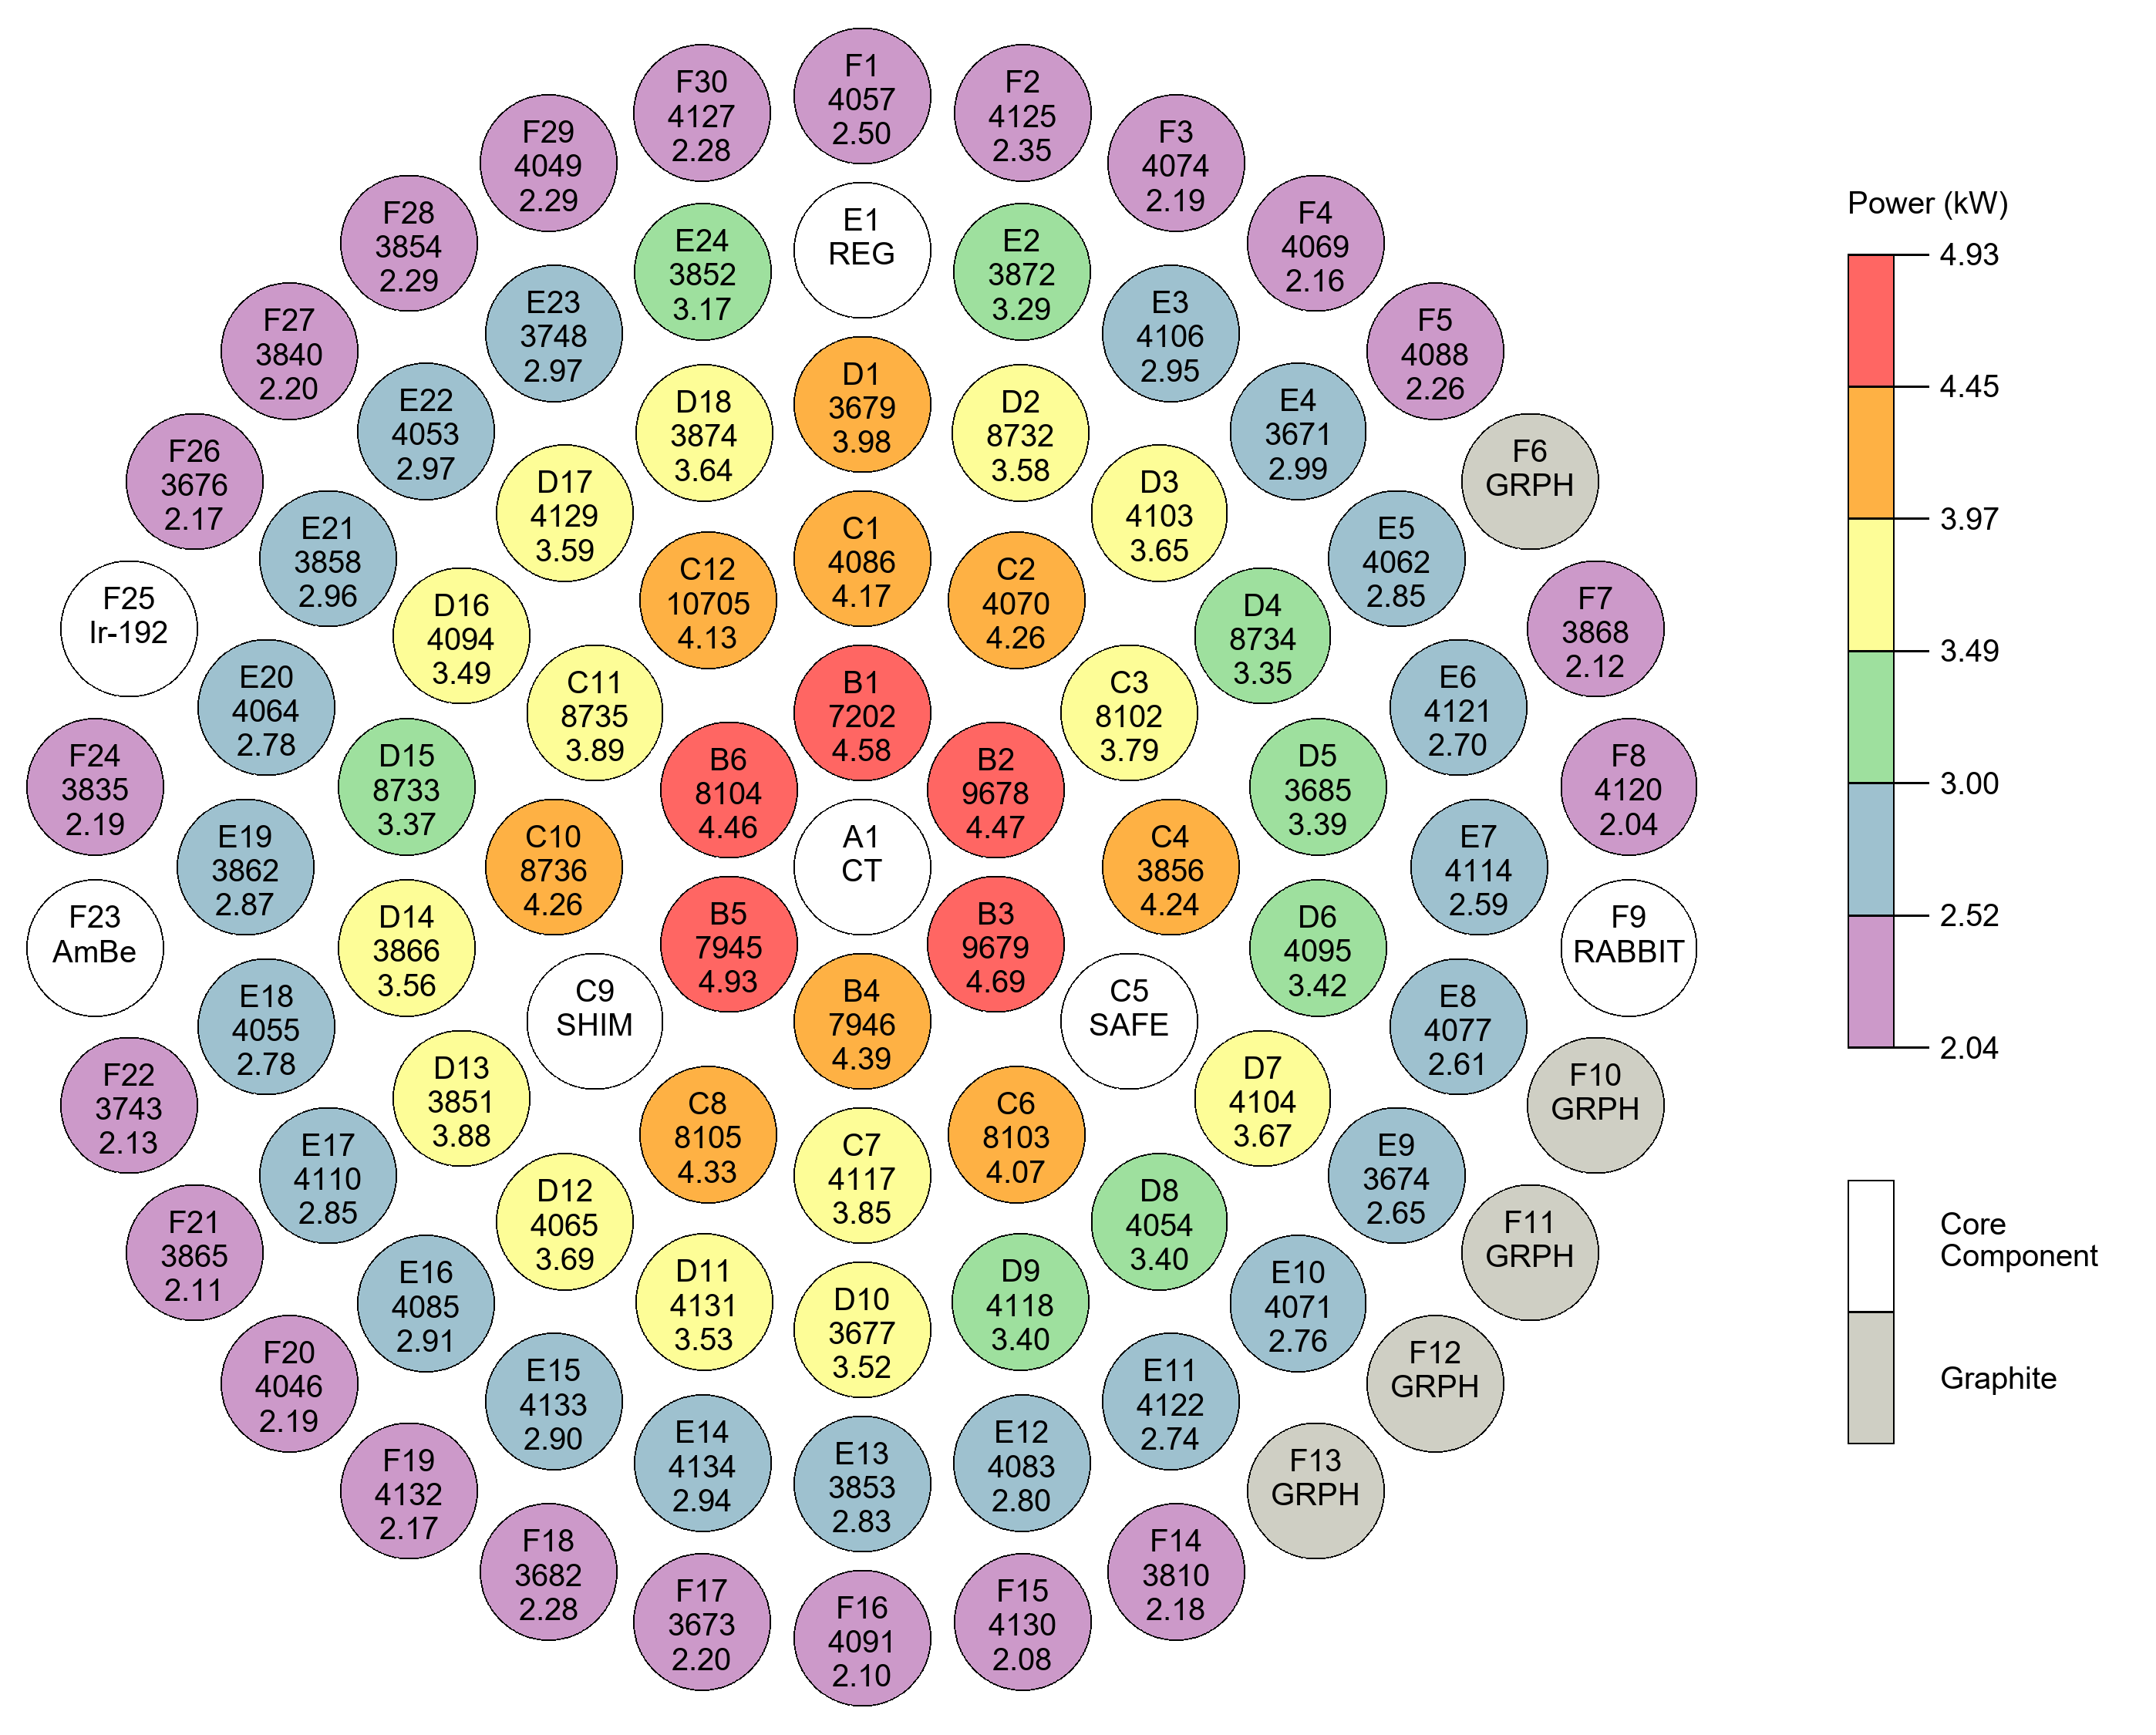 F1
4057
2.50
F30
4127
2.28
F2
4125
2.35
F29
4049
2.29
F3
4074
2.19
F28
3854
2.29
F4
4069
2.16
E1
REG
E24
3852
3.17
E2
3872
3.29
F27
3840
2.20
F5
4088
2.26
E23
3748
2.97
E3
4106
2.95
D1
3679
3.98
E22
4053
2.97
E4
3671
2.99
D18
3874
3.64
D2
8732
3.58
F26
3676
2.17
F6
GRPH
D17
4129
3.59
D3
4103
3.65
E21
3858
2.96
E5
4062
2.85
C1
4086
4.17
C12
10705
4.13
C2
4070
4.26
F25
Ir-192
F7
3868
2.12
D16
4094
3.49
D4
8734
3.35
E20
4064
2.78
E6
4121
2.70
C11
8735
3.89
C3
8102
3.79
B1
7202
4.58
F24
3835
2.19
F8
4120
2.04
D15
8733
3.37
D5
3685
3.39
B6
8104
4.46
B2
9678
4.47
E19
3862
2.87
C10
8736
4.26
A1
CT
C4
3856
4.24
E7
4114
2.59
F23
AmBe
D14
3866
3.56
B5
7945
4.93
B3
9679
4.69
D6
4095
3.42
F9
RABBIT
E18
4055
2.78
C9
SHIM
B4
7946
4.39
C5
SAFE
E8
4077
2.61
F22
3743
2.13
D13
3851
3.88
D7
4104
3.67
F10
GRPH
C8
8105
4.33
C6
8103
4.07
E17
4110
2.85
C7
4117
3.85
E9
3674
2.65
D12
4065
3.69
D8
4054
3.40
F21
3865
2.11
F11
GRPH
E16
4085
2.91
D11
4131
3.53
D10
3677
3.52
D9
4118
3.40
E10
4071
2.76
F20
4046
2.19
F12
GRPH
E15
4133
2.90
E11
4122
2.74
E14
4134
2.94
E13
3853
2.83
E12
4083
2.80
F19
4132
2.17
F13
GRPH
F18
3682
2.28
F14
3810
2.18
F17
3673
2.20
F16
4091
2.10
F15
4130
2.08
Power (kW)
4.93
4.45
3.97
3.49
3.00
2.52
2.04
Core
Component
Graphite